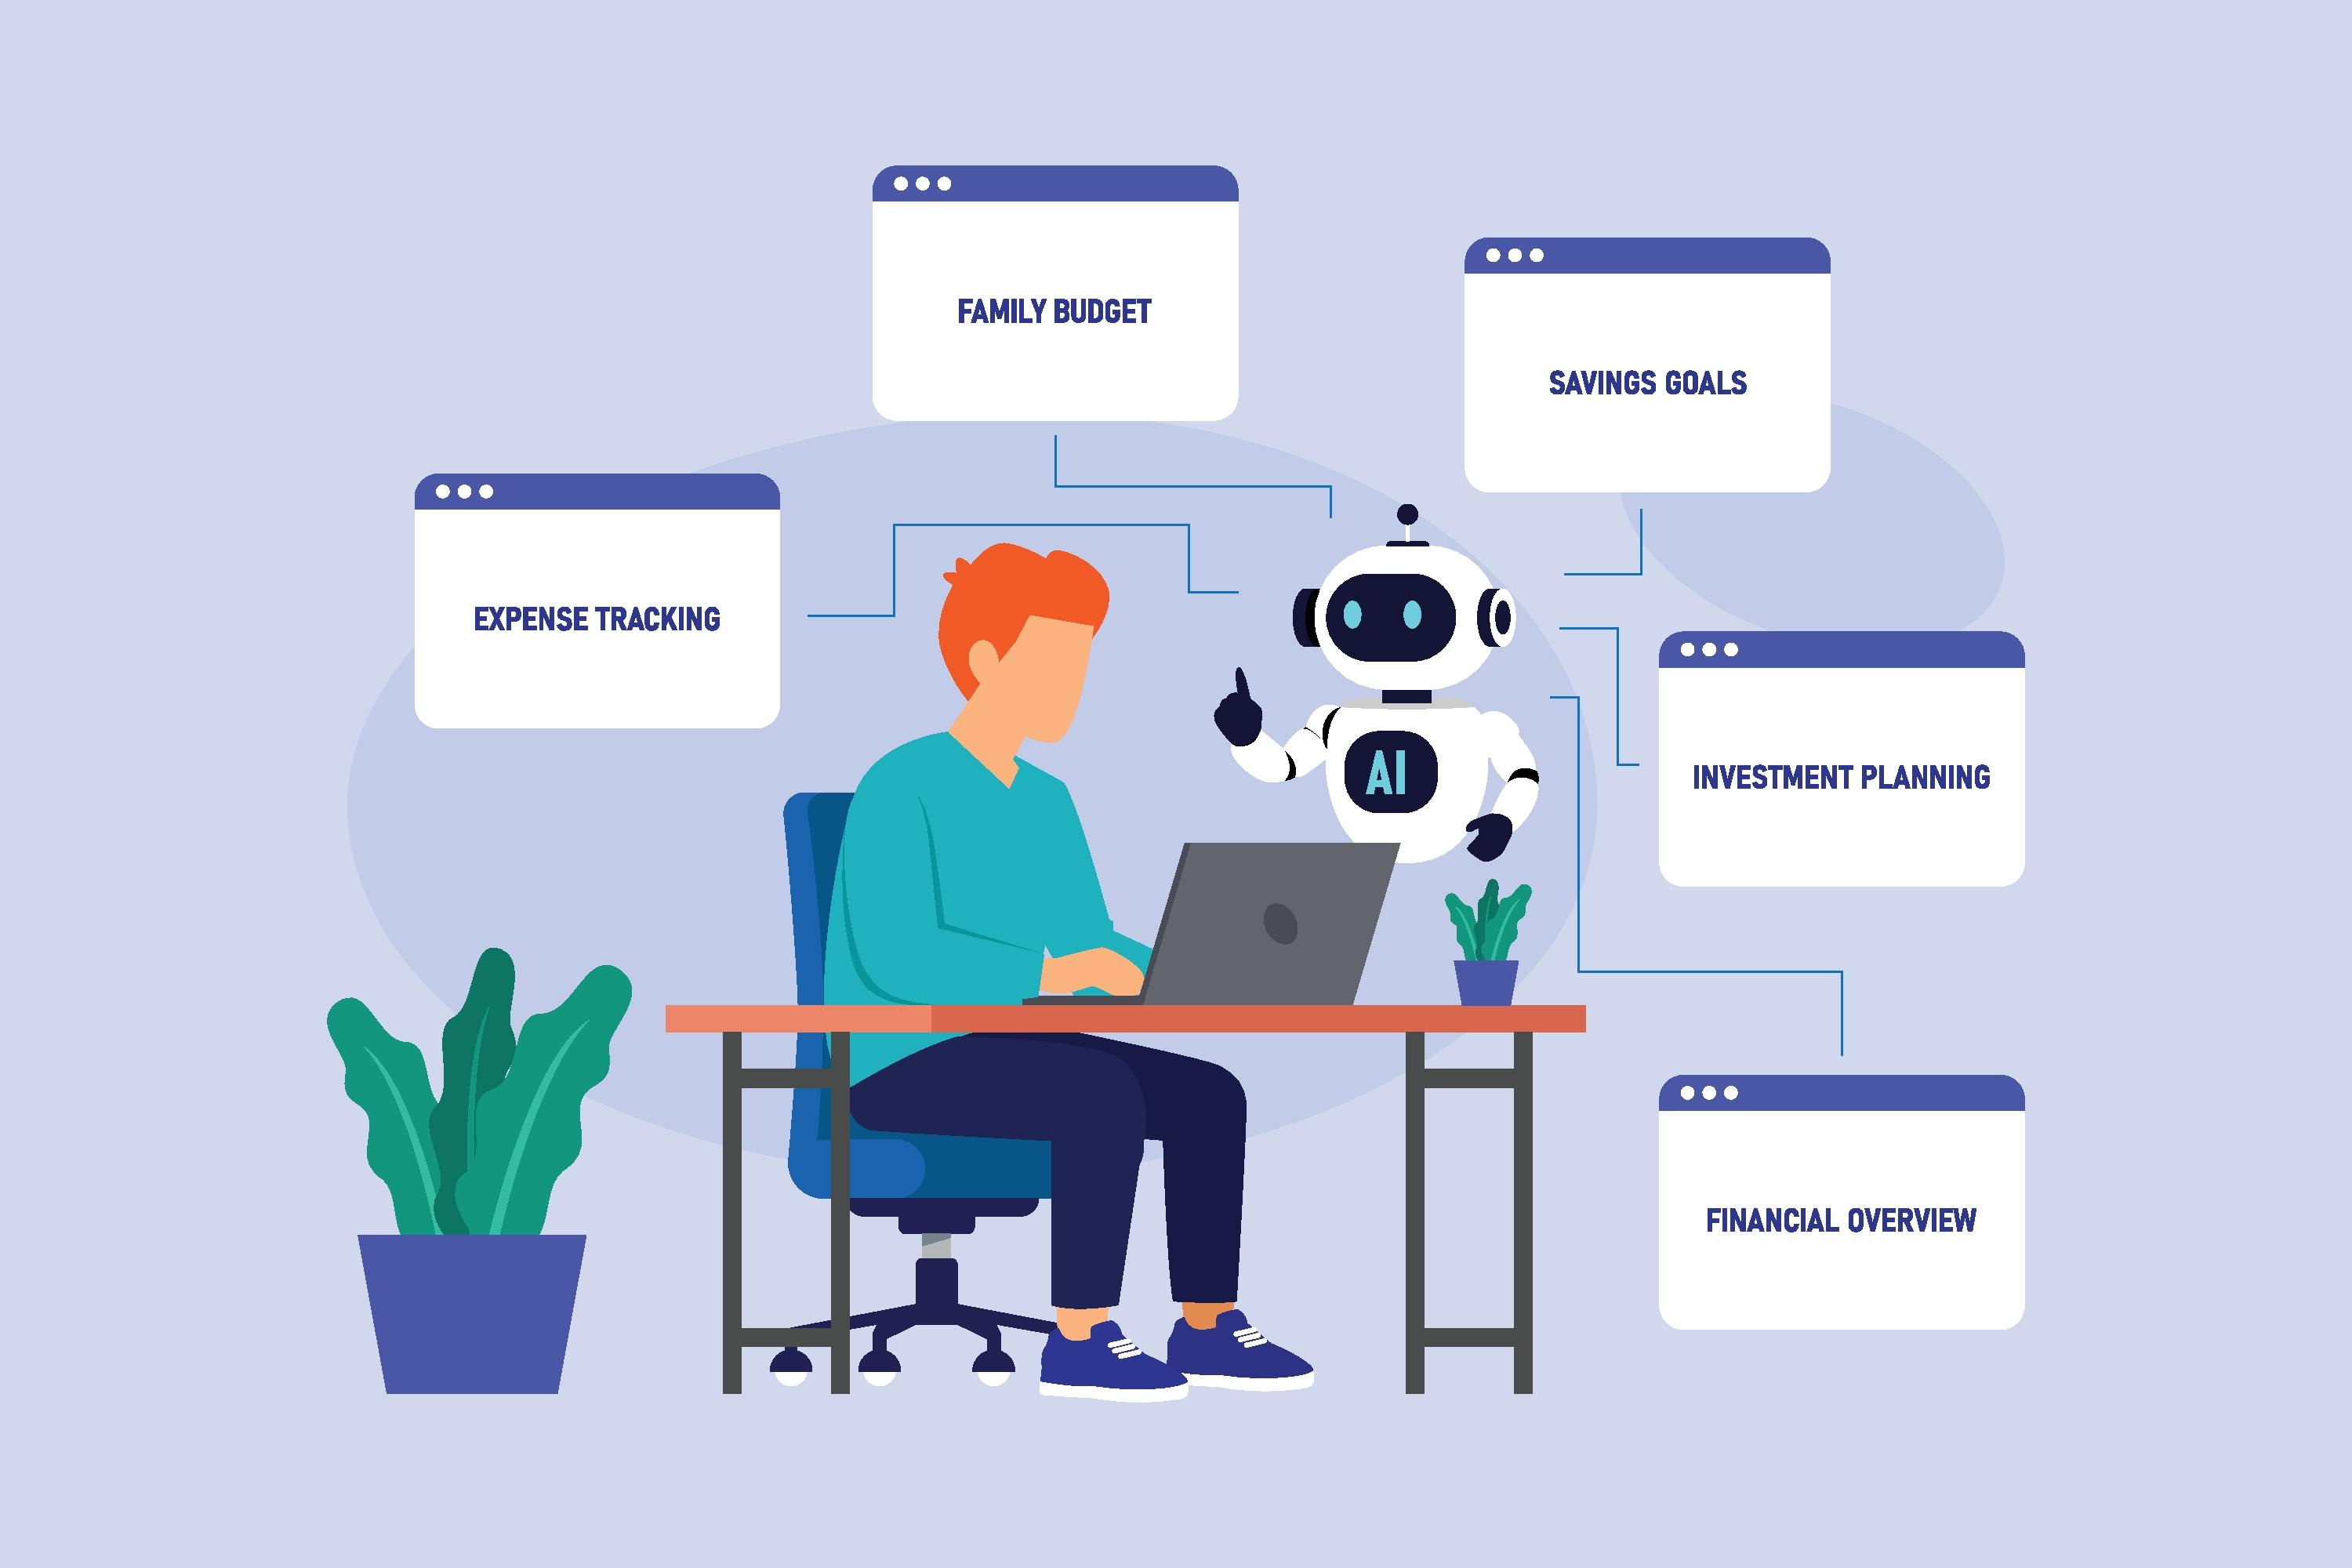 FAMILY BUDGET
SAVINGS GOALS
EXPENSE TRACKING
INVESTMENT PLANNING
AI
FINANCIAL OVERVIEW